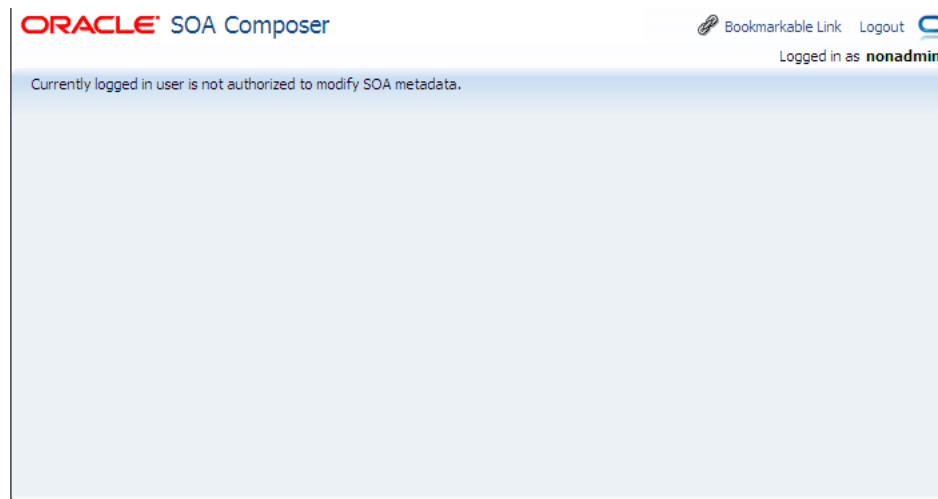 ORACLE SOA Composer
Bookmarkable Link Logout
Logged in as nonadmin
Currently logged in user is not authorized to modify SOA metadata.